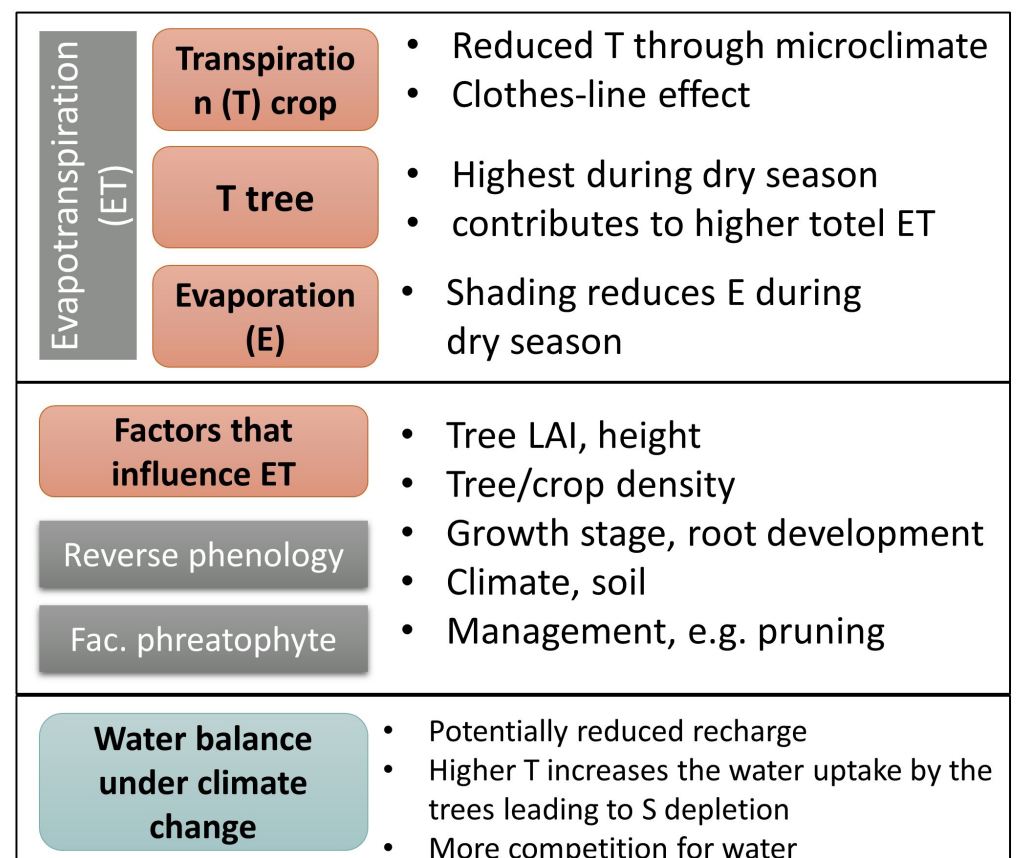 Evapotranspiration
(ET)
Transpiratio
n (T) crop
• Reduced T through microclimate
• Clothes-line effect
T tree
• Highest during dry season
• contributes to higher totel ET
Evaporation
(E)
• Shading reduces E during
dry season
Factors that
influence ET
Reverse phenology
Fac. phreatophyte
• Tree LAI, height
• Tree/crop density
• Growth stage, root development
• Climate, soil
• Management, e.g. pruning
Water balance
under climate
change
• Potentially reduced recharge
• Higher T increases the water uptake by the
trees leading to S depletion
• More competition for water